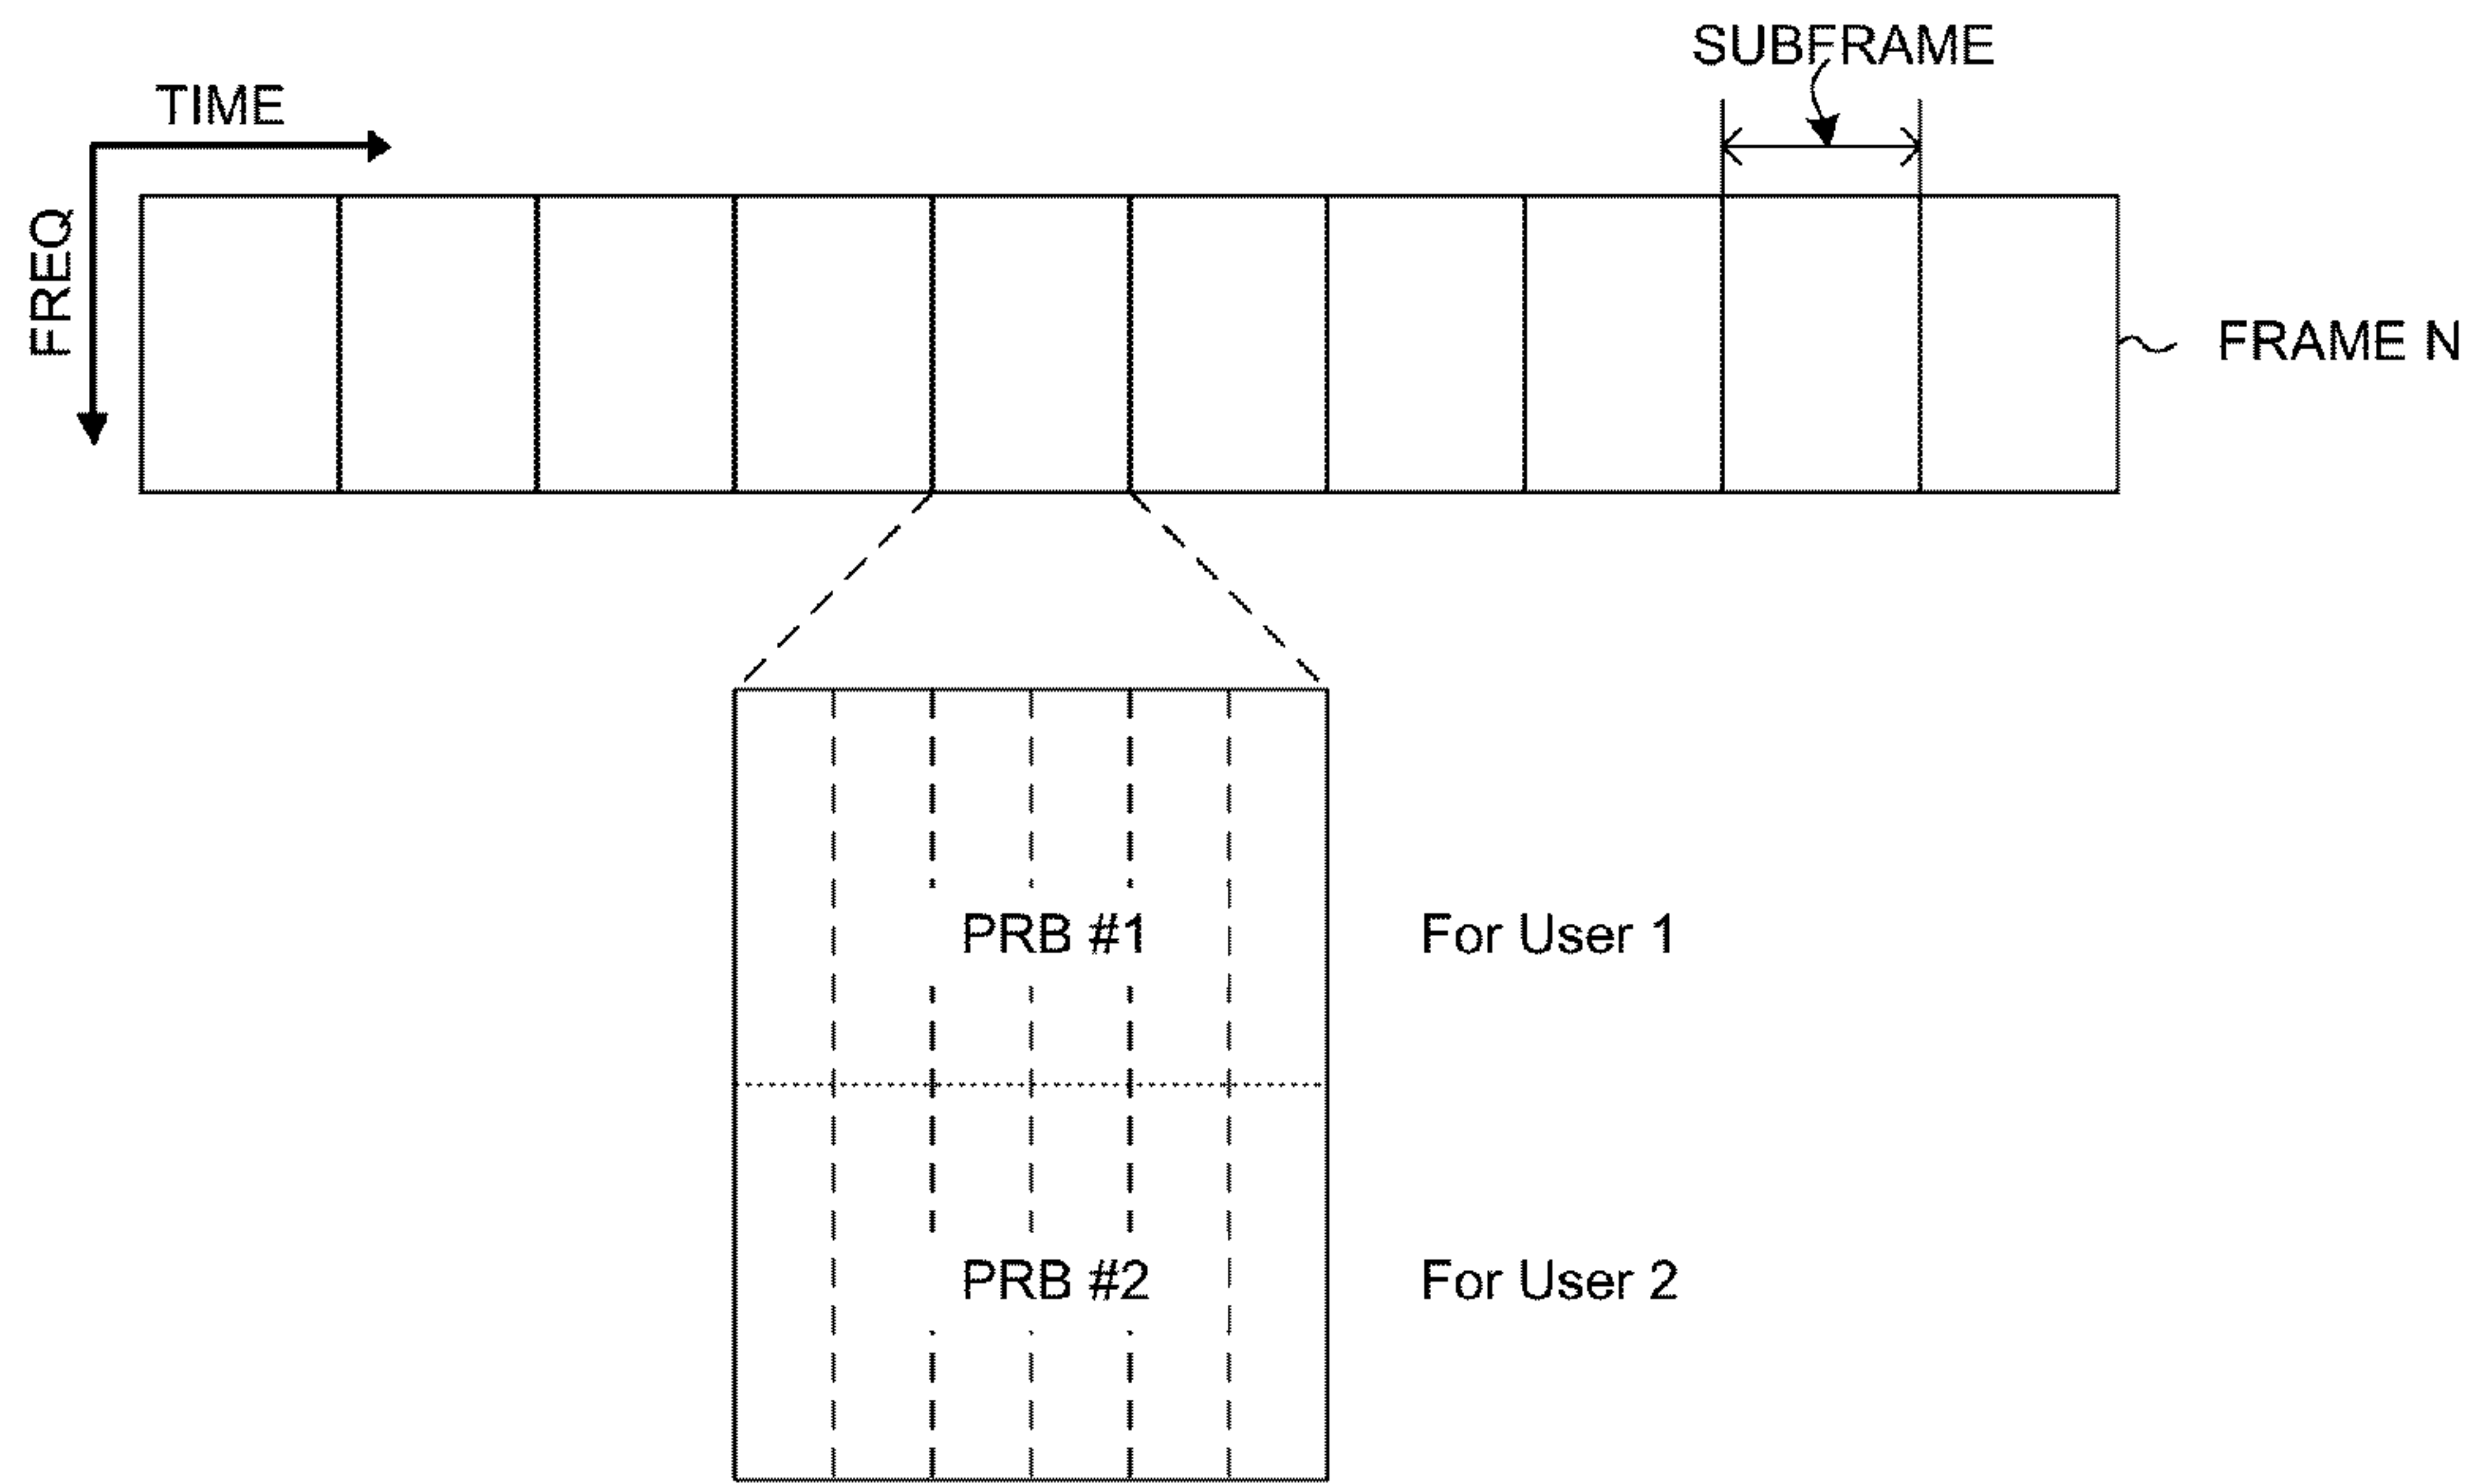 SUBFRAME
TIME
FREQ
FRAME N
PRB #1
For User 1
PRB #2
For User 2